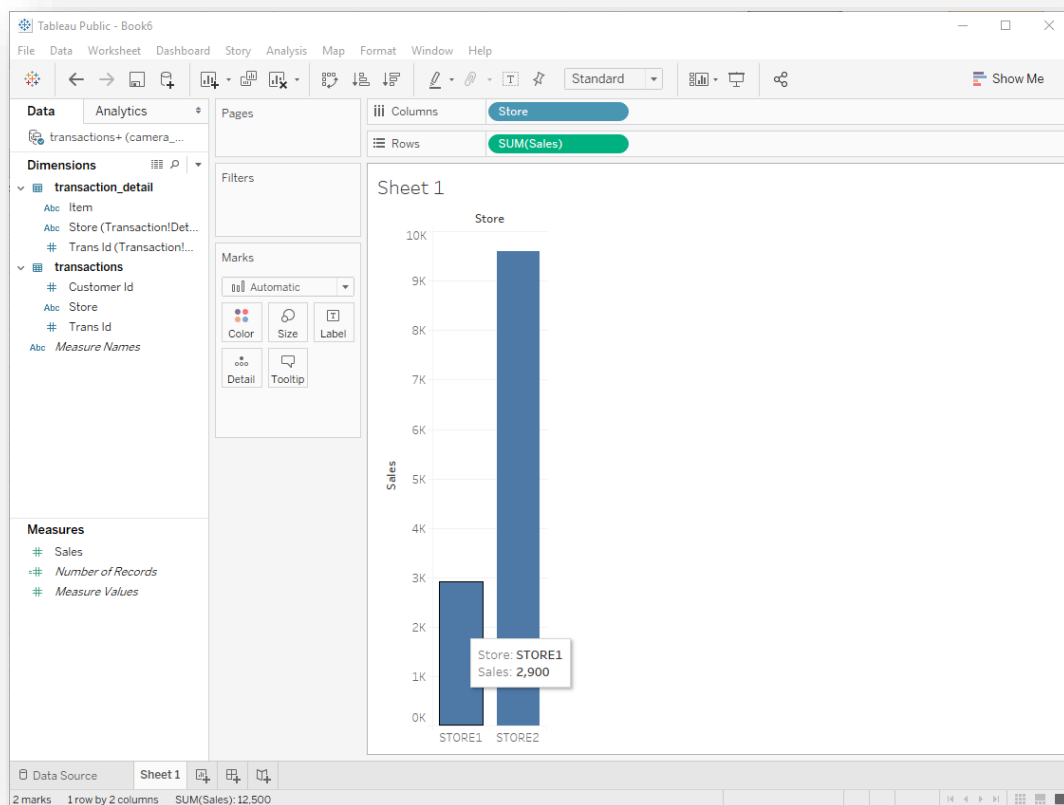 Tableau Public - Book6
File Data Worksheet Dashboard Story Analysis Map Format Window Help
Standard
Show Me
Data Analytics
transactions+ (camera_...
Dimensions
transaction_detail
Abc Item
Abc Store (Transaction!Det...
# Trans Id (Transaction!...
transactions
# Customer Id
Abc Store
# Trans Id
Abc Measure Names
Measures
# Sales
=# Number of Records
# Measure Values
Pages
Filters
Marks
Automatic
Color Size Label
Detail Tooltip
Columns Store
Rows SUM(Sales)
Sheet 1
Store
10K
9K
8K
7K
6K
5K
4K
3K
2K
1K
0K
Sales
Store: STORE1
Sales: 2,900
STORE1 STORE2
Data Source Sheet 1
2 marks 1 row by 2 columns SUM(Sales): 12,500